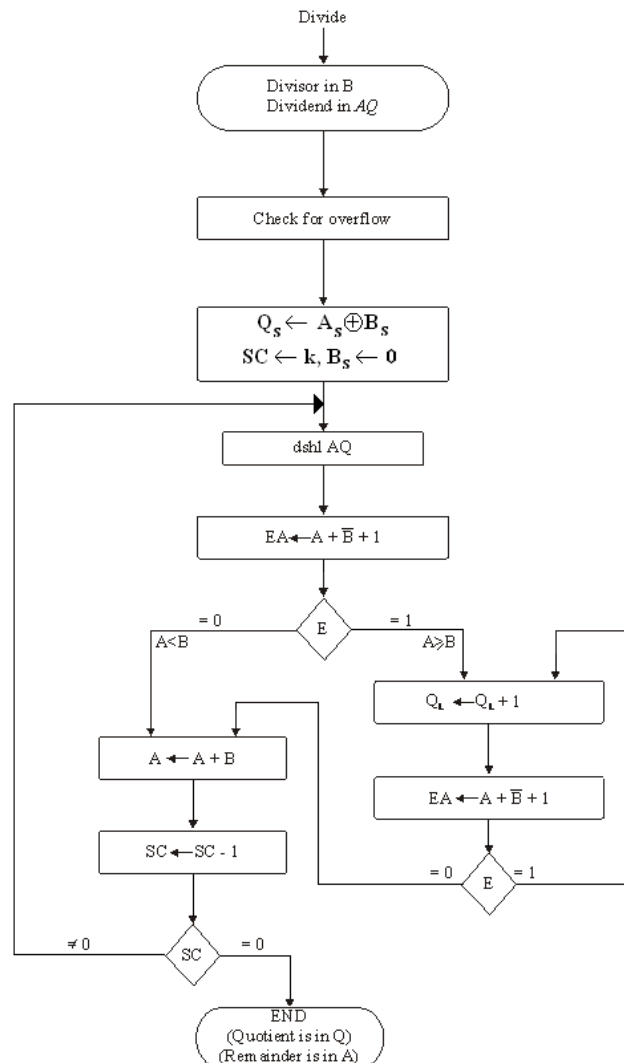 Divide
Divisor in B
Dividend in AQ
Check for overflow
Qs ← As⊕Bs
SC ← k, Bs ← 0
dshl AQ
EA←A + B̅ + 1
= 0
E
= 1
A<B
A⩾B
QL ←QL + 1
A ← A + B
EA←A + B̅ + 1
SC←SC - 1
= 0
E
= 1
≠ 0
SC
= 0
END
(Quotient is in Q)
(Remainder is in A)